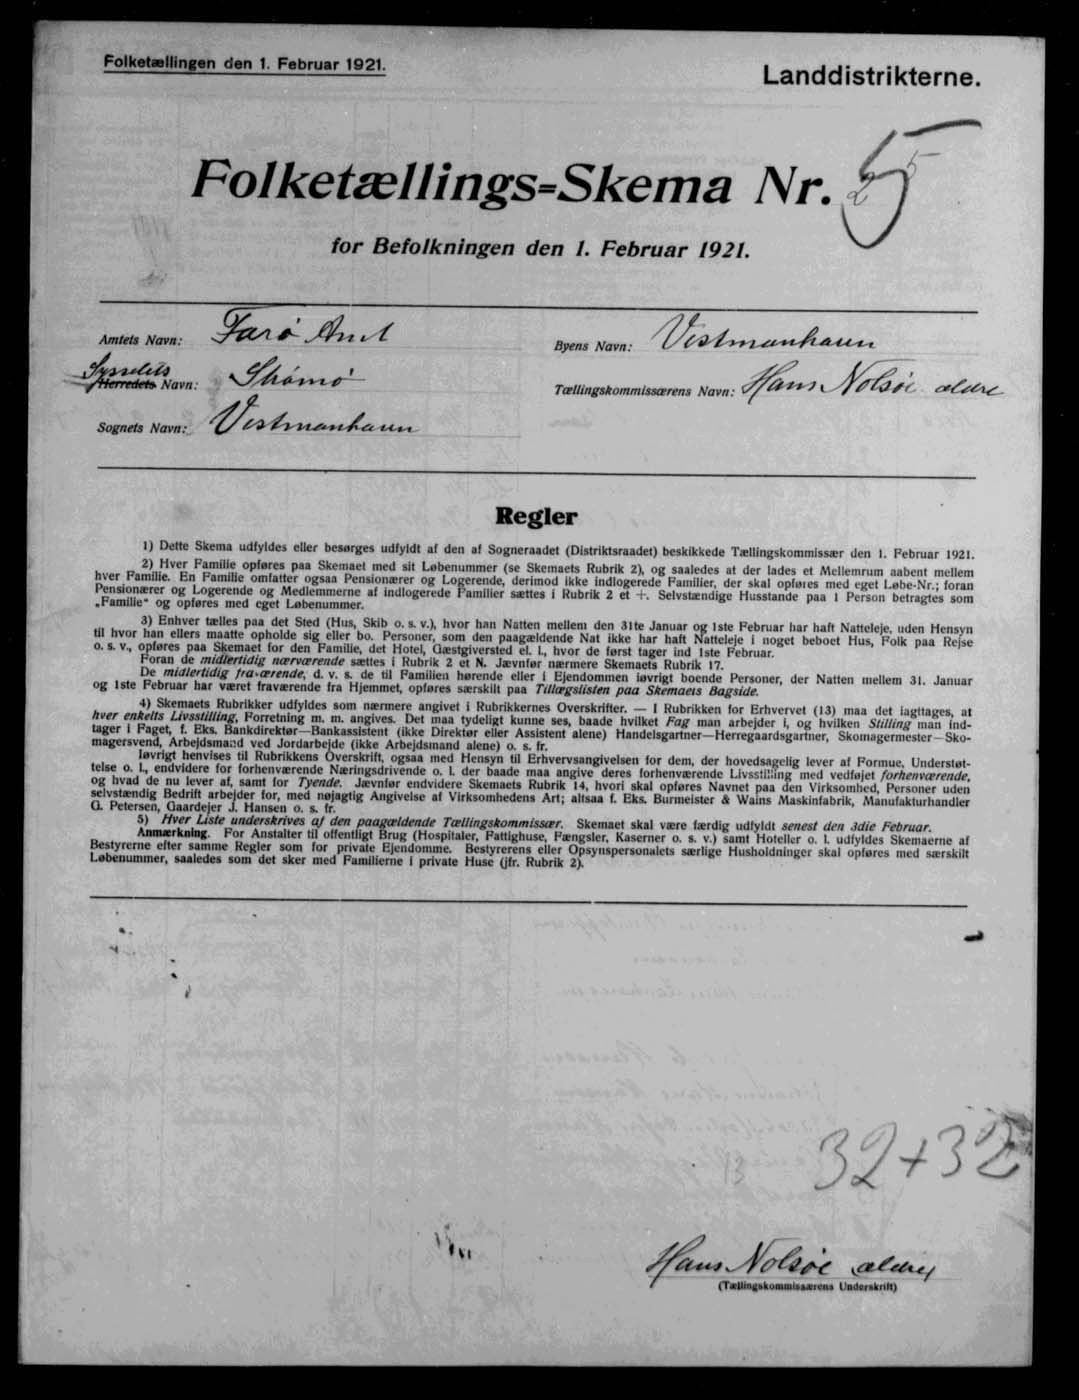 Folketællingen den 1. Februar 1921.
Landdistrikterne.
Folketællings=Skema Nr. 5
for Befolkningen den 1. Februar 1921.
Amtets Navn: Færø Amt
Byens Navn: Vestmanhavn
Sysselets
Herredets Navn: Strømø
Tællingskommissærens Navn: Hans Nolsøe ældre
Sognets Navn: Vestmanhavn
Regler
1) Dette Skema udfyldes eller besørges udfyldt af den af Sogneraadet (Distriktsraadet) beskikkede Tællingskommissær den 1. Februar 1921.
2) Hver Familie opføres paa Skemaet med sit Løbenummer (se Skemaets Rubrik 2), og saaledes at der lades et Mellemrum aabent mellem
hver Familie. En Familie omfatter ogsaa Pensionærer og Logerende, derimod ikke indlogerede Familier, der skal opføres med eget Løbe-Nr.; foran
Pensionærer og Logerende og Medlemmerne af indlogerede Familier sættes i Rubrik 2 et +. Selvstændige Husstande paa 1 Person betragtes som
„Familie“ og opføres med eget Løbenummer.
3) Enhver tælles paa det Sted (Hus, Skib o. s. v.), hvor han Natten mellem den 31te Januar og 1ste Februar har haft Natteleje, uden Hensyn
til hvor han ellers maatte opholde sig eller bo. Personer, som den paagældende Nat ikke har haft Natteleje i noget beboet Hus, Folk paa Rejse
o. s. v., opføres paa Skemaet for den Familie, det Hotel, Gæstgiversted el. l., hvor de først tager ind 1ste Februar.
Foran de midlertidig nærværende sættes i Rubrik 2 et N. Jævnfør nærmere Skemaets Rubrik 17.
De midlertidig fraværende, d. v. s. de til Familien hørende eller i Ejendommen iøvrigt boende Personer, der Natten mellem 31. Januar
og 1ste Februar har været fraværende fra Hjemmet, opføres særskilt paa Tillægslisten paa Skemaets Bagside.
4) Skemaets Rubrikker udfyldes som nærmere angivet i Rubrikkernes Overskrifter. — I Rubrikken for Erhvervet (13) maa det iagttages, at
hver enkelts Livsstilling, Forretning m. m. angives. Det maa tydeligt kunne ses, baade hvilket Fag man arbejder i, og hvilken Stilling man ind-
tager i Faget, f. Eks. Bankdirektør—Bankassistent (ikke Direktør eller Assistent alene) Handelsgartner—Herregaardsgartner, Skomagermester—Sko-
magersvend, Arbejdsmand ved Jordarbejde (ikke Arbejdsmand alene) o. s. fr.
Iøvrigt henvises til Rubrikkens Overskrift, ogsaa med Hensyn til Erhvervsangivelsen for dem, der hovedsagelig lever af Formue, Understøt-
telse o. l., endvidere for forhenværende Næringsdrivende o. l. der baade maa angive deres forhenværende Livsstilling med vedføjet forhenværende,
og hvad de nu lever af, samt for Tyende. Jævnfør endvidere Skemaets Rubrik 14, hvori skal opføres Navnet paa den Virksomhed, Personer uden
selvstændig Bedrift arbejder for, med nøjagtig Angivelse af Virksomhedens Art; altsaa f. Eks. Burmeister & Wains Maskinfabrik, Manufakturhandler
G. Petersen, Gaardejer J. Hansen o. s. fr.
5) Hver Liste underskrives af den paagældende Tællingskommissær. Skemaet skal være færdig udfyldt senest den 3die Februar.
Anmærkning. For Anstalter til offentligt Brug (Hospitaler, Fattighuse, Fængsler, Kaserner o. s. v.) samt Hoteller o. l. udfyldes Skemaerne af
Bestyrerne efter samme Regler som for private Ejendomme. Bestyrerens eller Opsynspersonalets særlige Husholdninger skal opføres med særskilt
Løbenummer, saaledes som det sker med Familierne i private Huse (jfr. Rubrik 2).
32+32
Hans Nolsøe ældre
(Tællingskommissærens Underskrift)